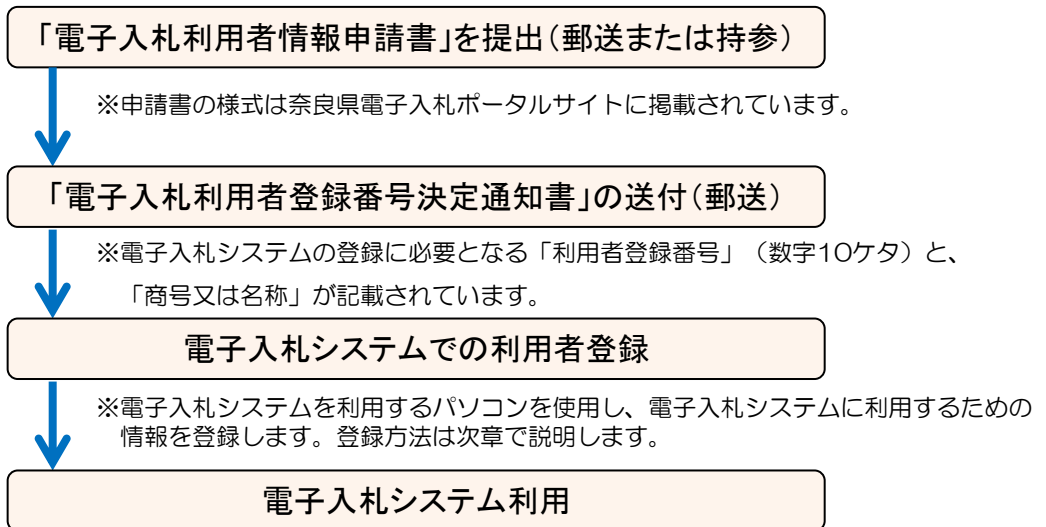 「電子入札利用者情報申請書」を提出（郵送または持参）
※申請書の様式は奈良県電子入札ポータルサイトに掲載されています。
「電子入札利用者登録番号決定通知書」の送付（郵送）
※電子入札システムの登録に必要となる「利用者登録番号」（数字10ケタ）と、
「商号又は名称」が記載されています。
電子入札システムでの利用者登録
※電子入札システムを利用するパソコンを使用し、電子入札システムに利用するための
情報を登録します。登録方法は次章で説明します。
電子入札システム利用